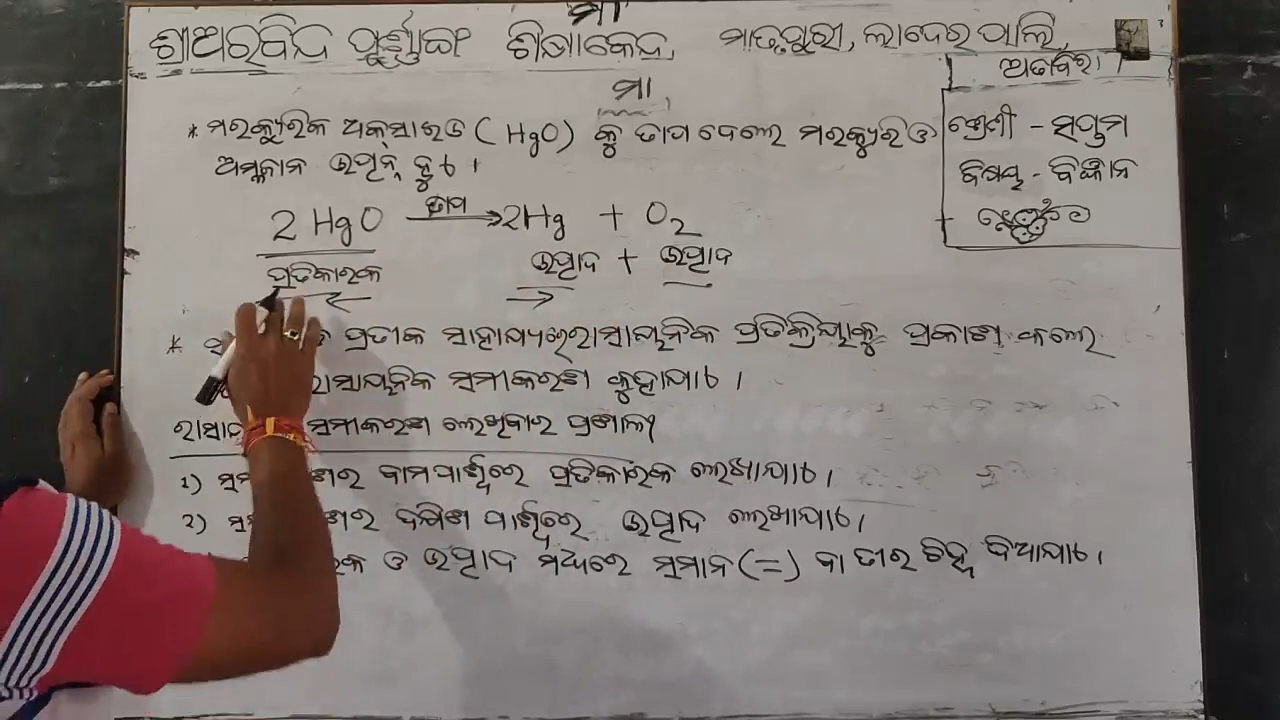 ମା
ଶ୍ରୀଅରବିନ୍ଦ ପୂର୍ଣ୍ଣାଙ୍ଗ ଶିକ୍ଷାକେନ୍ଦ୍ର, ମାତୃପୁରୀ, ଲାଦେରପାଲି,
ଅତାବିରା
ମା
* ମରକ୍ୟୁରିକ ଅକ୍ସାଇଡ (HgO) କୁ ତାପ ଦେଲେ ମରକ୍ୟୁରି ଓ
ଅମ୍ଳଜାନ ଉତ୍ପନ୍ନ ହୁଏ ।
ଶ୍ରେଣୀ - ସପ୍ତମ
ବିଷୟ - ବିଜ୍ଞାନ
ତାପ
2 HgO → 2Hg + O2
ପ୍ରତିକାରକ ଉତ୍ପାଦ + ଉତ୍ପାଦ
* ପ୍ରତୀକ ସାହାଯ୍ୟରେ ରାସାୟନିକ ପ୍ରତିକ୍ରିୟାକୁ ପ୍ରକାଶ କଲେ
ରାସାୟନିକ ସମୀକରଣ କୁହାଯାଏ ।
ସମୀକରଣ ଲେଖିବାର ପ୍ରଣାଳୀ
1) ବାମପାର୍ଶ୍ୱରେ ପ୍ରତିକାରକ ଲେଖାଯାଏ ।
2) ଦକ୍ଷିଣ ପାର୍ଶ୍ୱରେ ଉତ୍ପାଦ ଲେଖାଯାଏ ।
ଓ ଉତ୍ପାଦ ମଧ୍ୟରେ ସମାନ (=) ବା ତୀର ଚିହ୍ନ ଦିଆଯାଏ ।